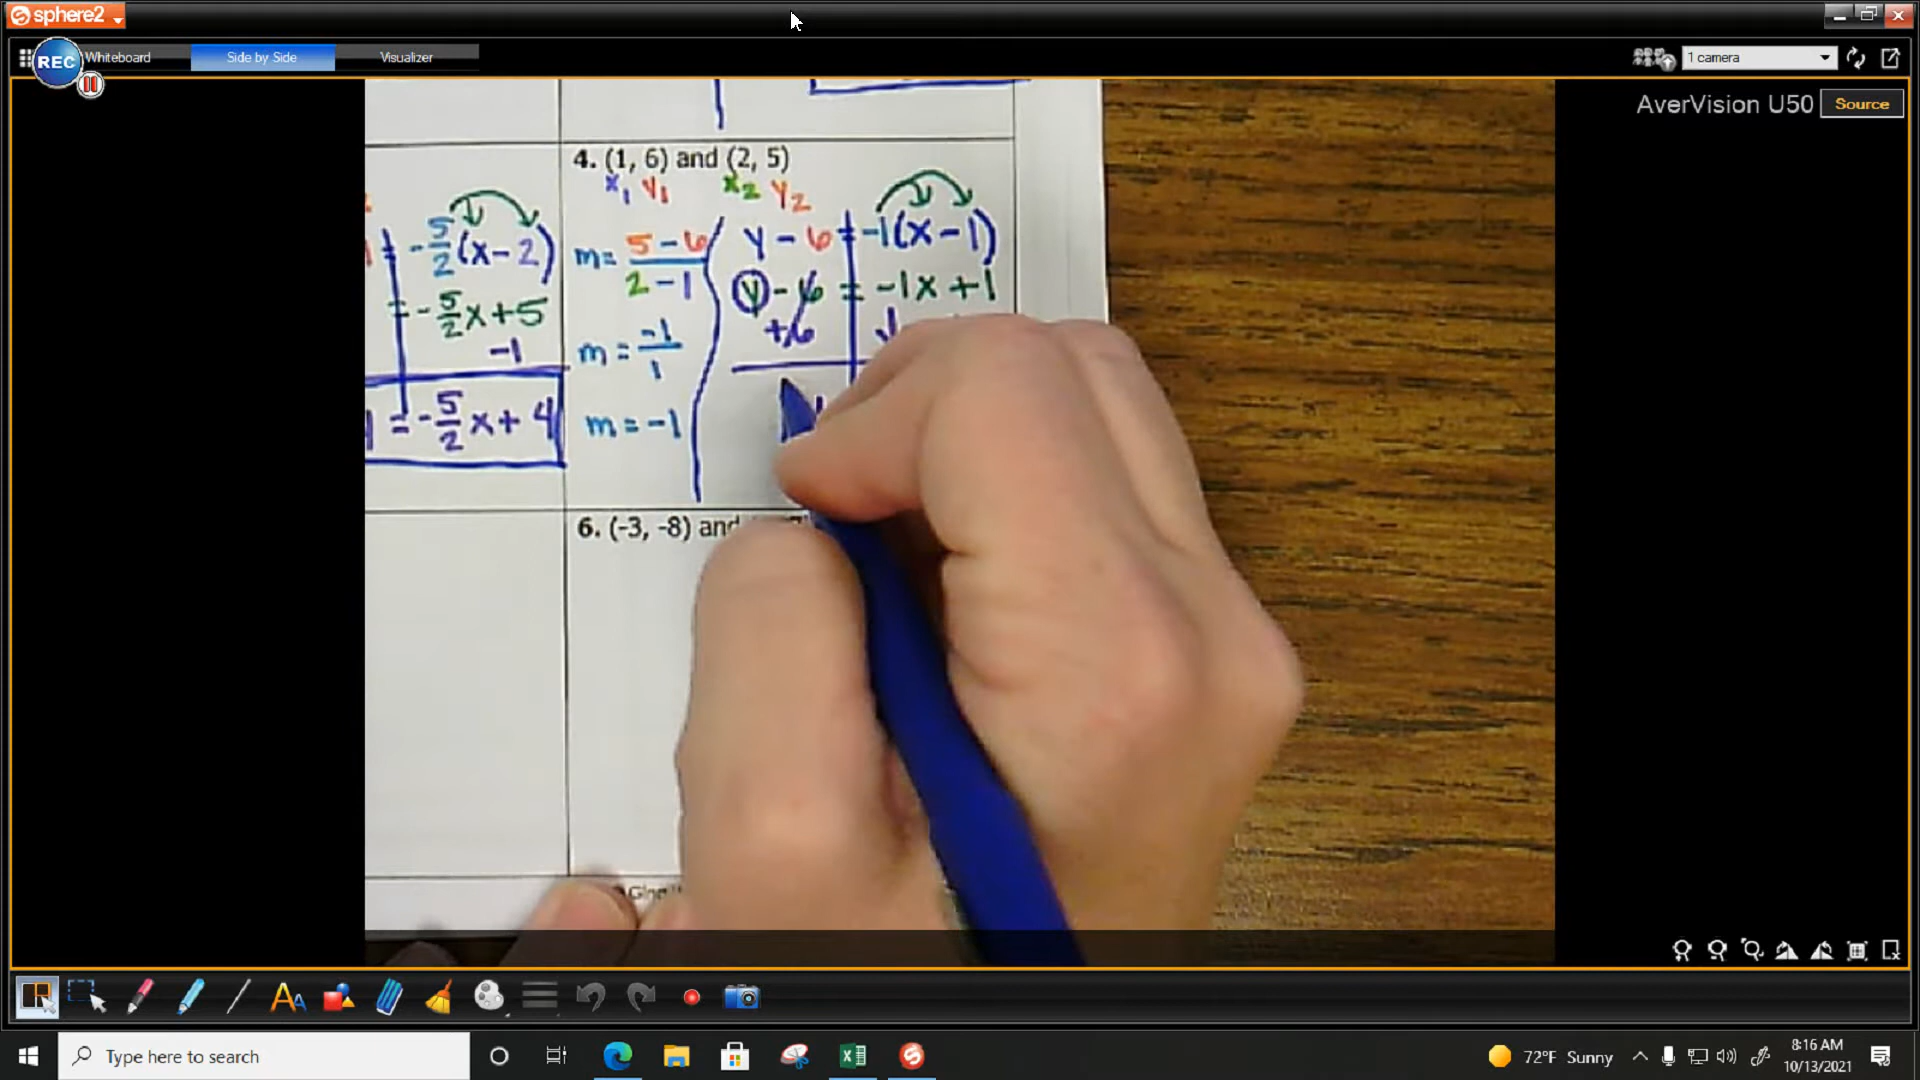 sphere2
REC Whiteboard Side by Side Visualizer 1 camera
AverVision U50 Source
4. (1, 6) and (2, 5)
x1 y1 x2 y2
= -5/2(x-2)
= -5/2x+5
-1
= -5/2x+4
m= 5-6/2-1
m = -1/1
m = -1
y-6 = -1(x-1)
y-6 = -1x+1
+6
6. (-3, -8) and
Type here to search
72°F Sunny
8:16 AM
10/13/2021